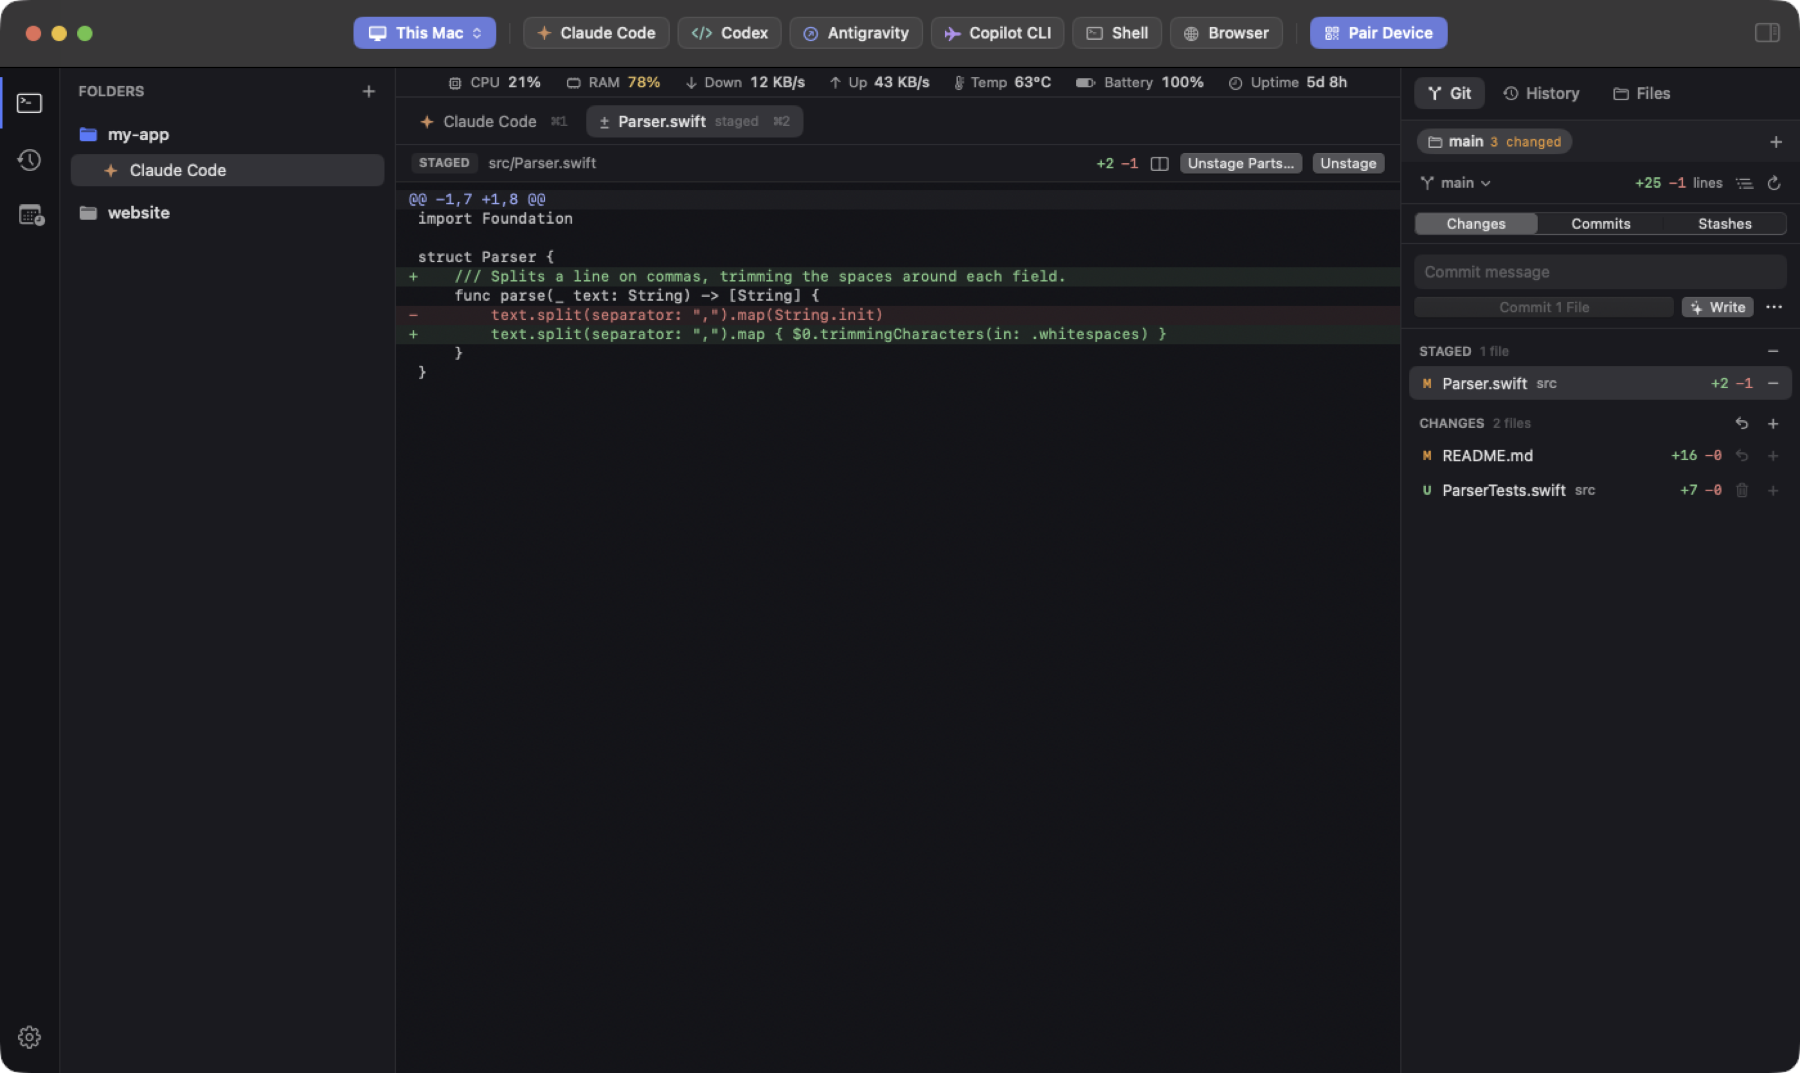 This Mac
Claude Code
Codex
Antigravity
Copilot CLI
Shell
Browser
Pair Device
FOLDERS
my-app
Claude Code
website
CPU 21% RAM 78% Down 12 KB/s Up 43 KB/s Temp 63°C Battery 100% Uptime 5d 8h
Claude Code ⌘1
Parser.swift staged ⌘2
STAGED src/Parser.swift +2 −1 Unstage Parts... Unstage
@@ −1,7 +1,8 @@
import Foundation
struct Parser {
+ /// Splits a line on commas, trimming the spaces around each field.
func parse(_ text: String) -> [String] {
− text.split(separator: ",").map(String.init)
+ text.split(separator: ",").map { $0.trimmingCharacters(in: .whitespaces) }
}
}
Git History Files
main 3 changed
main +25 −1 lines
Changes Commits Stashes
Commit message
Commit 1 File Write
STAGED 1 file
M Parser.swift src +2 −1
CHANGES 2 files
M README.md +16 −0
U ParserTests.swift src +7 −0